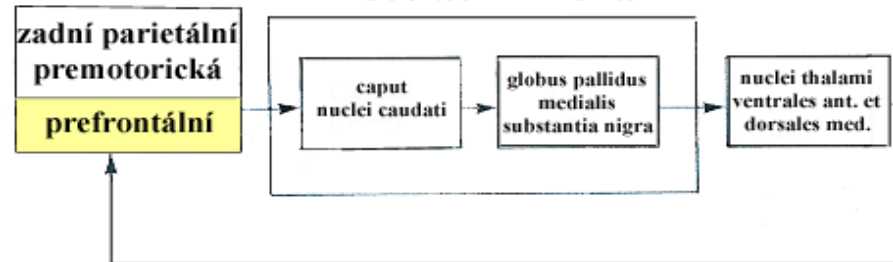 zadní parietální
premotorická
prefrontální
caput
nuclei caudati
globus pallidus
medialis
substantia nigra
nuclei thalami
ventrales ant. et
dorsales med.